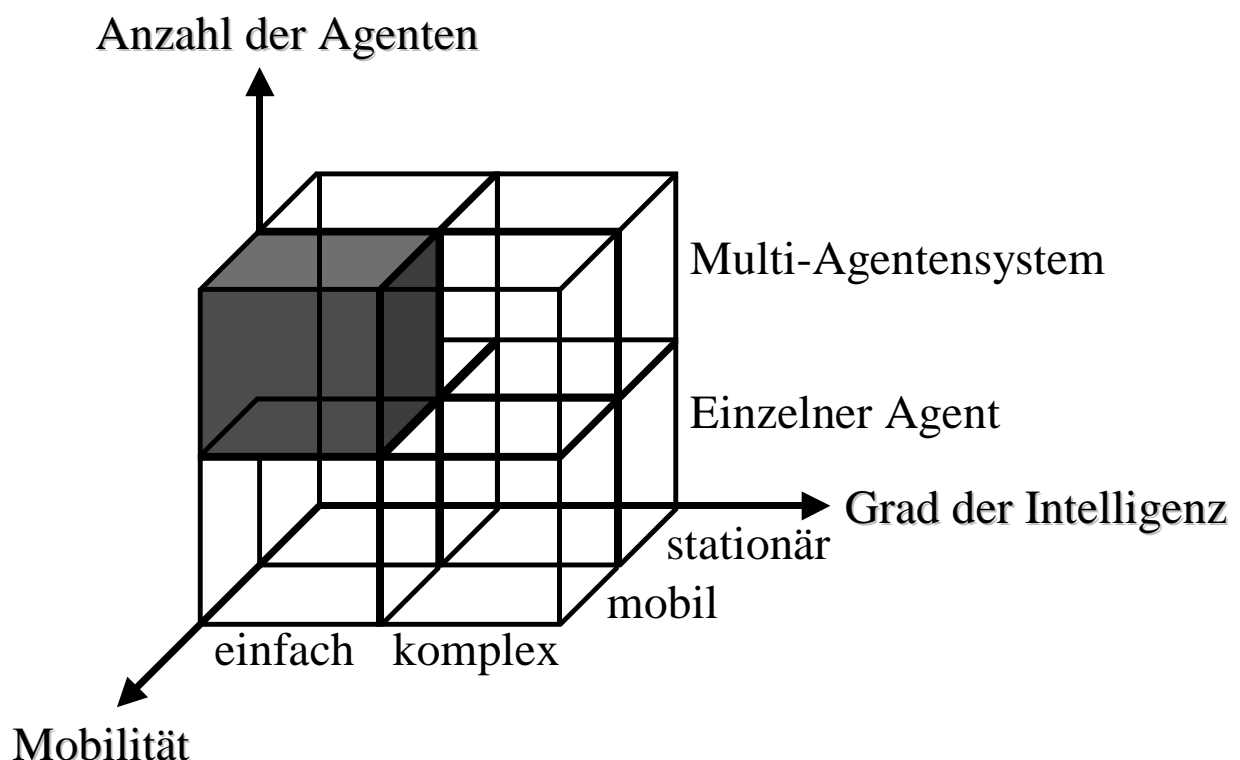 Anzahl der Agenten
Multi-Agentensystem
Einzelner Agent
Grad der Intelligenz
stationär
mobil
einfach komplex
Mobilität